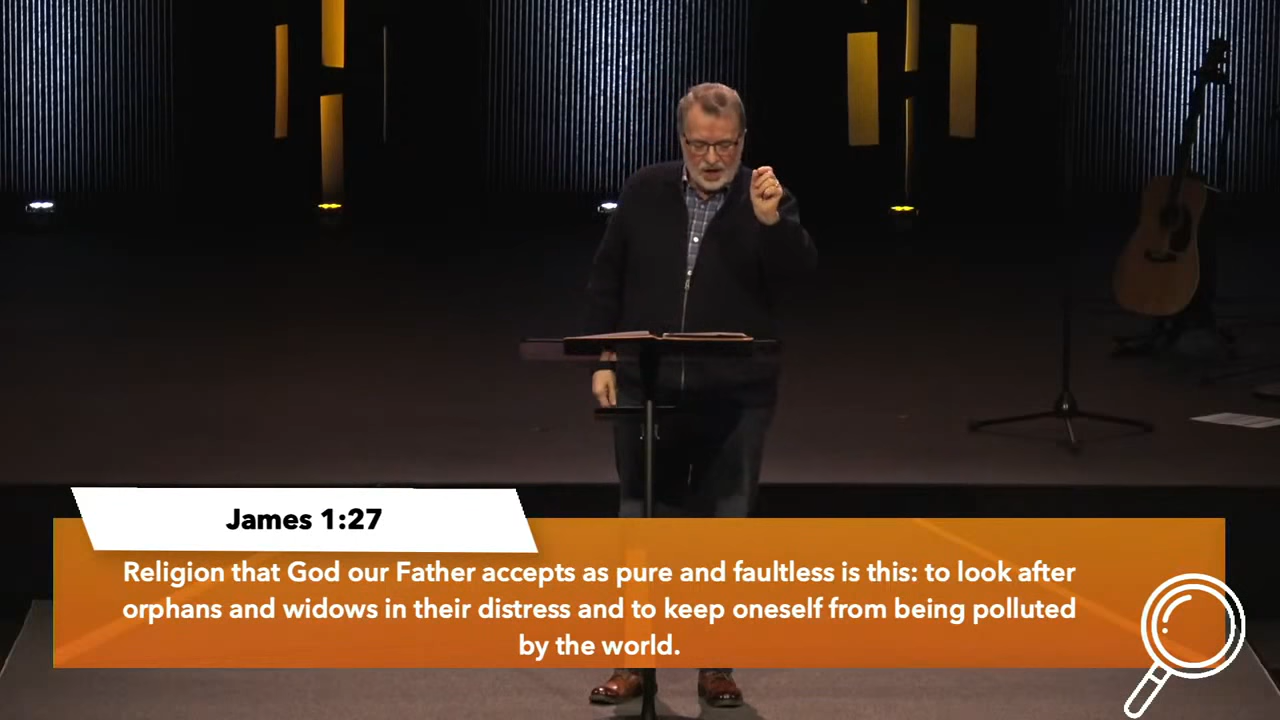 James 1:27
Religion that God our Father accepts as pure and faultless is this: to look after
orphans and widows in their distress and to keep oneself from being polluted
by the world.